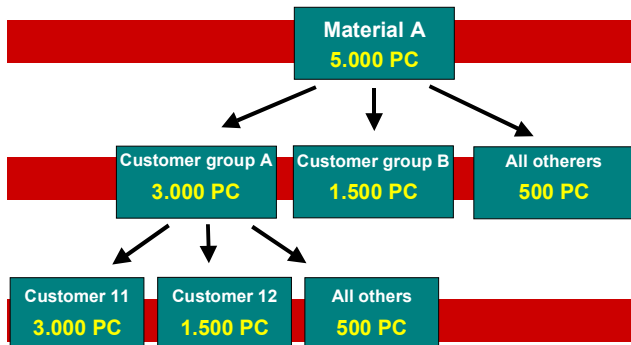 Material A
5.000 PC
Customer group A
3.000 PC
Customer group B
1.500 PC
All otherers
500 PC
Customer 11
3.000 PC
Customer 12
1.500 PC
All others
500 PC